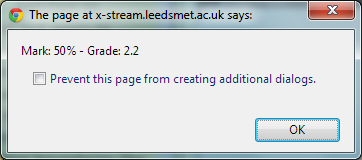 The page at x-stream.leedsmet.ac.uk says:
Mark: 50% - Grade: 2.2
Prevent this page from creating additional dialogs.
OK